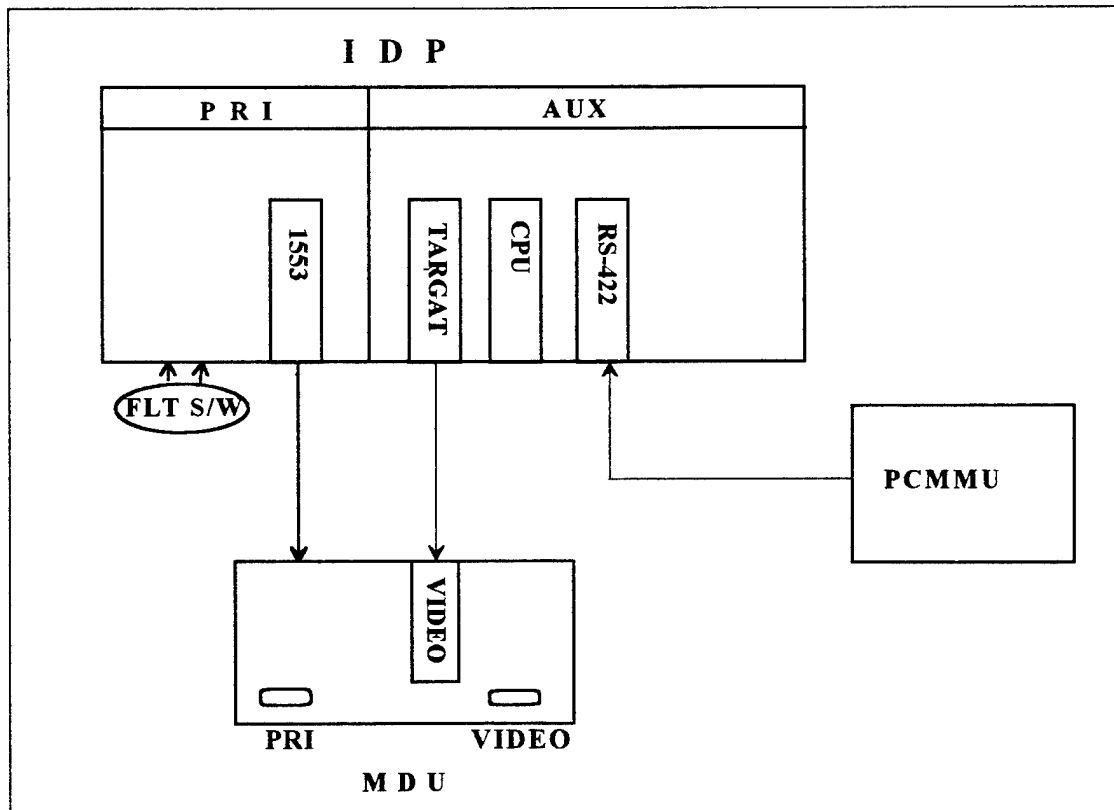 I D P
P R I
AUX
1553
TARGAT
CPU
RS-422
FLT S/W
PCMMU
VIDEO
PRI
VIDEO
M D U